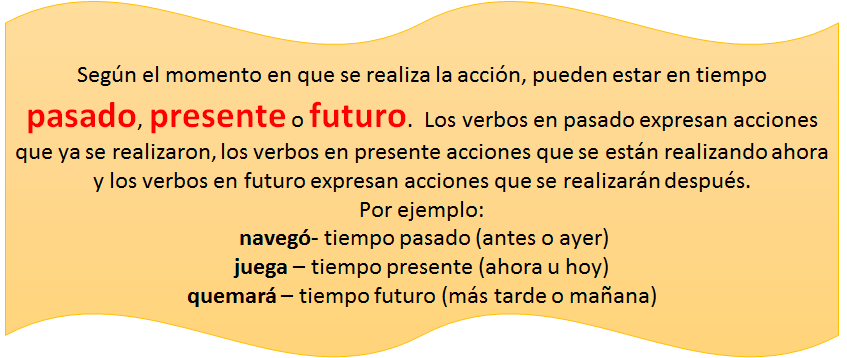 Según el momento en que se realiza la acción, pueden estar en tiempo
pasado, presente o futuro. Los verbos en pasado expresan acciones
que ya se realizaron, los verbos en presente acciones que se están realizando ahora
y los verbos en futuro expresan acciones que se realizarán después.
Por ejemplo:
navegó- tiempo pasado (antes o ayer)
juega – tiempo presente (ahora u hoy)
quemará – tiempo futuro (más tarde o mañana)